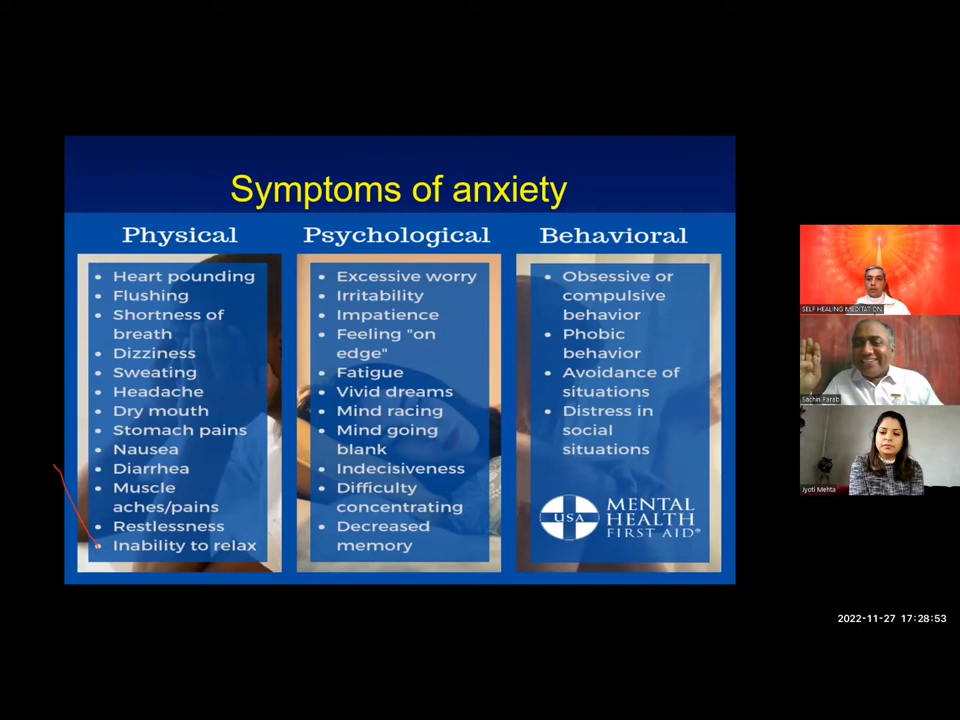 Symptoms of anxiety
Physical
• Heart pounding
• Flushing
• Shortness of
breath
• Dizziness
• Sweating
• Headache
• Dry mouth
• Stomach pains
• Nausea
• Diarrhea
• Muscle
aches/pains
• Restlessness
• Inability to relax
Psychological
• Excessive worry
• Irritability
• Impatience
• Feeling "on
edge"
• Fatigue
• Vivid dreams
• Mind racing
• Mind going
blank
• Indecisiveness
• Difficulty
concentrating
• Decreased
memory
Behavioral
• Obsessive or
compulsive
behavior
• Phobic
behavior
• Avoidance of
situations
• Distress in
social
situations
USA
MENTAL
HEALTH
FIRST AID®
SELF HEALING MEDITATION
Sachin Parab
Jyoti Mehta
2022-11-27 17:28:53